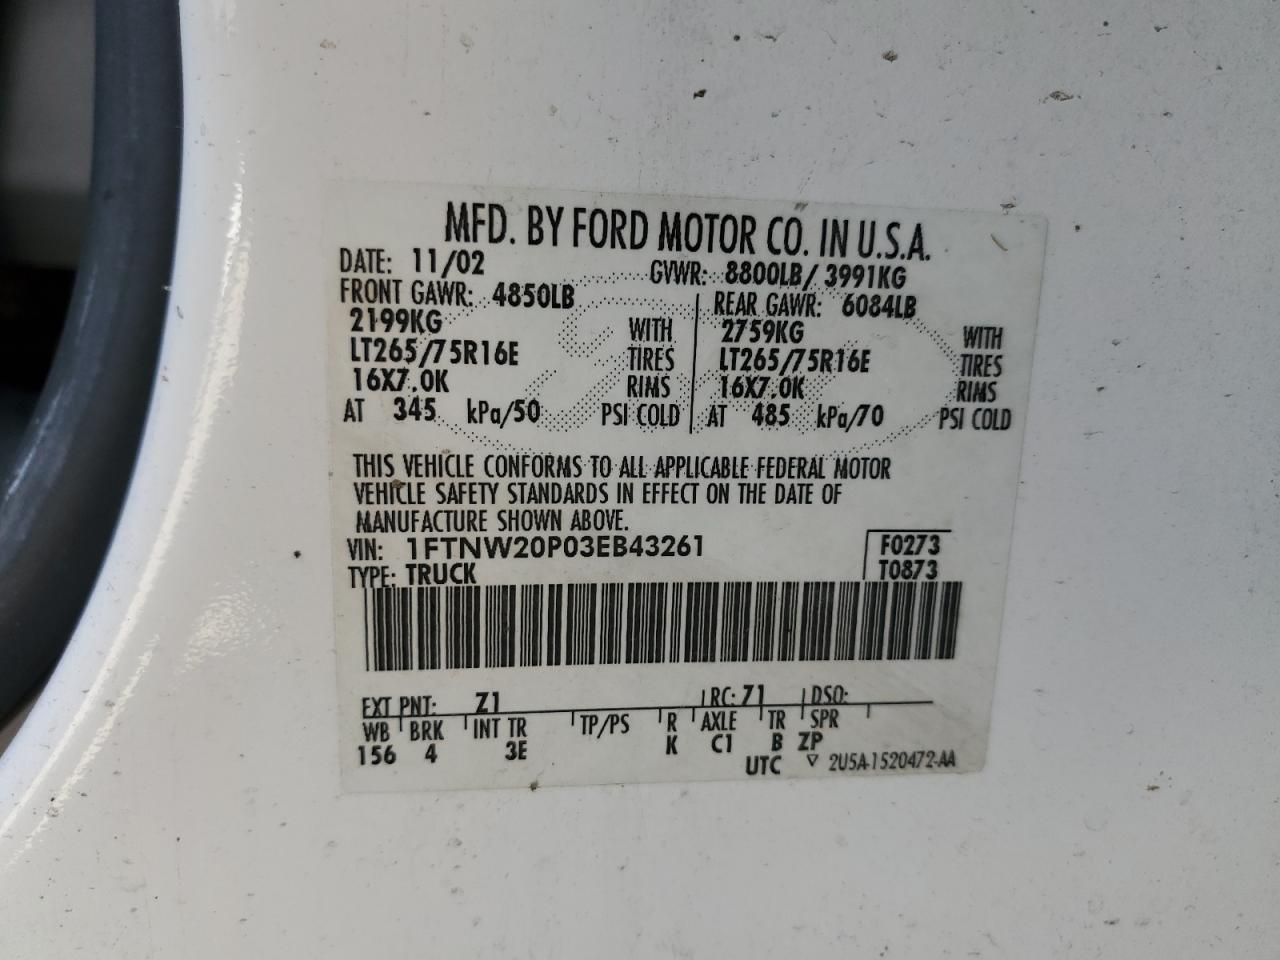 MFD. BY FORD MOTOR CO. IN U.S.A.
DATE: 11/02 GVWR: 8800LB/ 3991KG
FRONT GAWR: 4850LB REAR GAWR: 6084LB
2199KG WITH 2759KG WITH
LT265/75R16E TIRES LT265/75R16E TIRES
16X7.0K RIMS 16X7.0K RIMS
AT 345 kPa/50 PSI COLD AT 485 kPa/70 PSI COLD
THIS VEHICLE CONFORMS TO ALL APPLICABLE FEDERAL MOTOR
VEHICLE SAFETY STANDARDS IN EFFECT ON THE DATE OF
MANUFACTURE SHOWN ABOVE.
VIN: 1FTNW20P03EB43261 F0273
TYPE: TRUCK T0873
EXT PNT: Z1 RC: 71 DSO:
WB BRK INT TR TP/PS R AXLE TR SPR
156 4 3E K C1 B ZP
UTC ▽ 2U5A-1520472-AA